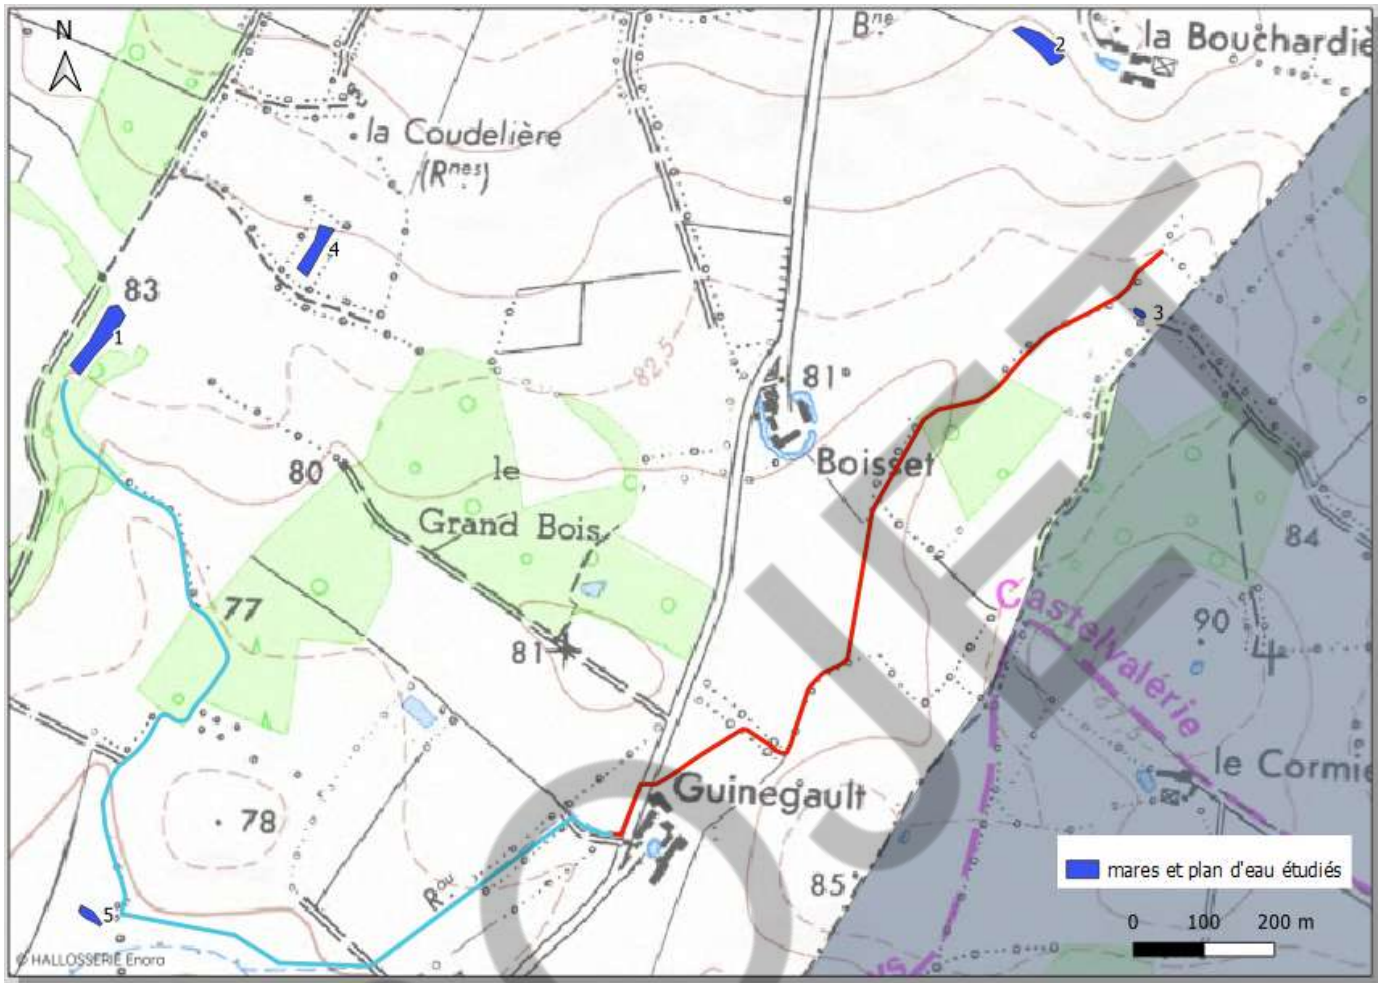 N
Bne
2
la Bouchardiè
la Coudelière
(Rnes)
4
83
1
3
82,5
81
Boisset
80
le
Grand Bois
84
Castelvalérie
77
90
81
le Cormie
Guinegault
78
85
Rau
5
mares et plan d'eau étudiés
0 100 200 m
© HALLOSSERIE Enora